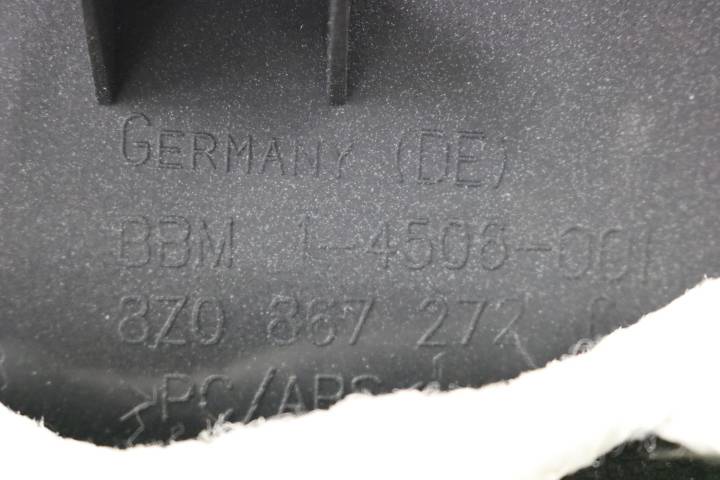 GERMANY (DE)
BBM 1-4506-001
8Z0 867 272 C
>PC/ABS<